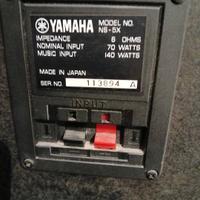 YAMAHA MODEL NO.
NS-5X
IMPEDANCE 6 OHMS
NOMINAL INPUT 70 WATTS
MUSIC INPUT 140 WATTS
MADE IN JAPAN
SER NO. 113894 A
INPUT